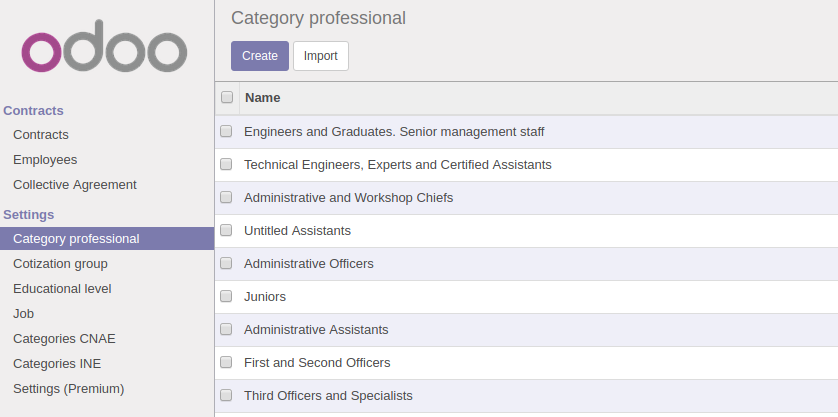 odoo
Contracts
Contracts
Employees
Collective Agreement
Settings
Category professional
Cotization group
Educational level
Job
Categories CNAE
Categories INE
Settings (Premium)
Category professional
Create Import
Name
Engineers and Graduates. Senior management staff
Technical Engineers, Experts and Certified Assistants
Administrative and Workshop Chiefs
Untitled Assistants
Administrative Officers
Juniors
Administrative Assistants
First and Second Officers
Third Officers and Specialists